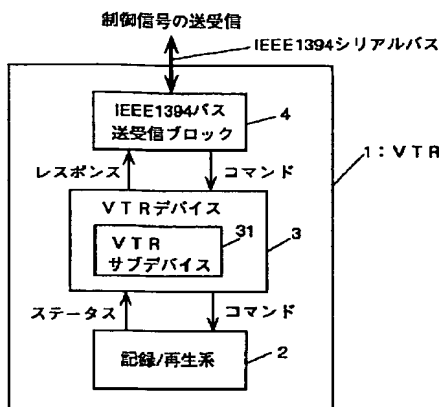 制御信号の送受信
IEEE1394シリアルバス
IEEE1394バス
送受信ブロック
4
1：VTR
レスポンス
コマンド
VTRデバイス
31
VTR
サブデバイス
3
ステータス
コマンド
記録/再生系
2